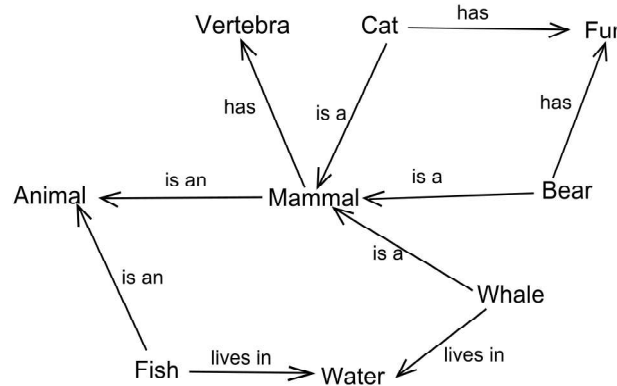 Vertebra
Cat
has
Fur
has
is a
has
Animal
is an
Mammal
is a
Bear
is an
is a
Whale
Fish
lives in
Water
lives in